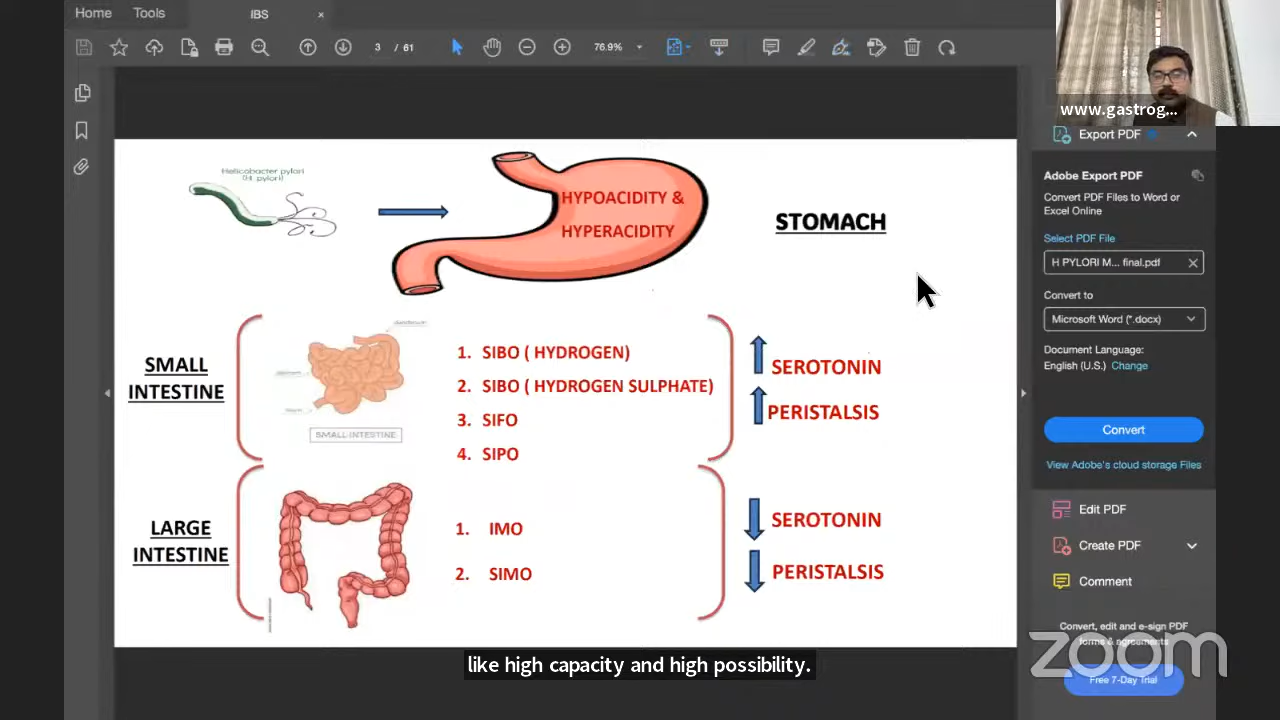 Home
Tools
IBS
×
3 / 61
76.9%
www.gastrog...
Export PDF
Adobe Export PDF
Convert PDF Files to Word or
Excel Online
Select PDF File
H PYLORI M... final.pdf
Convert to
Microsoft Word (*.docx)
Document Language:
English (U.S.) Change
Convert
View Adobe's cloud storage Files
Edit PDF
Create PDF
Comment
Convert, edit and e-sign PDF
forms & agreements
Free 7-Day Trial
zoom
Helicobacter pylori
(H pylori)
HYPOACIDITY &
HYPERACIDITY
STOMACH
SMALL
INTESTINE
SMALL INTESTINE
1. SIBO ( HYDROGEN)
2. SIBO ( HYDROGEN SULPHATE)
3. SIFO
4. SIPO
SEROTONIN
PERISTALSIS
LARGE
INTESTINE
1. IMO
2. SIMO
SEROTONIN
PERISTALSIS
like high capacity and high possibility.